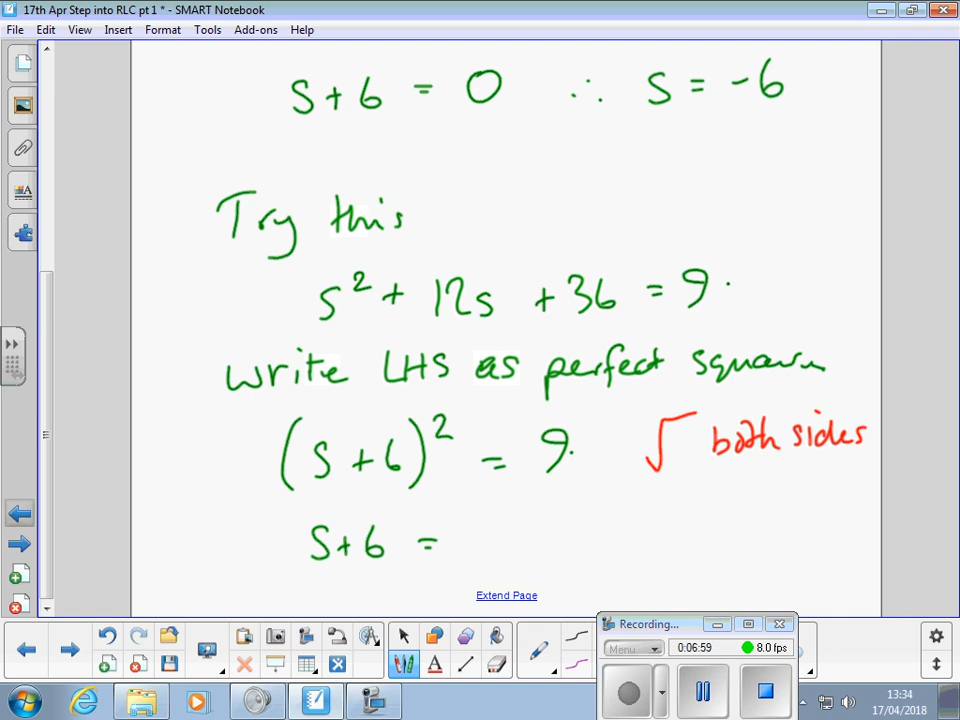 17th Apr Step into RLC pt 1 * - SMART Notebook
File Edit View Insert Format Tools Add-ons Help
S+6 = 0 ∴ S = -6
Try this
s² + 12s + 36 = 9.
write LHS as perfect square
(S+6)² = 9. √ both sides
S+6 =
Extend Page
Recording...
Menu 0:06:59 8.0 fps
13:34
17/04/2018